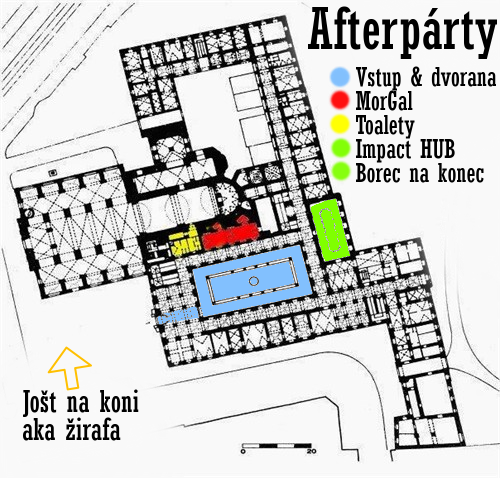 Afterpárty
Vstup & dvorana
MorGal
Toalety
Impact HUB
Borec na konec
Jošt na koni
aka žirafa
0 20